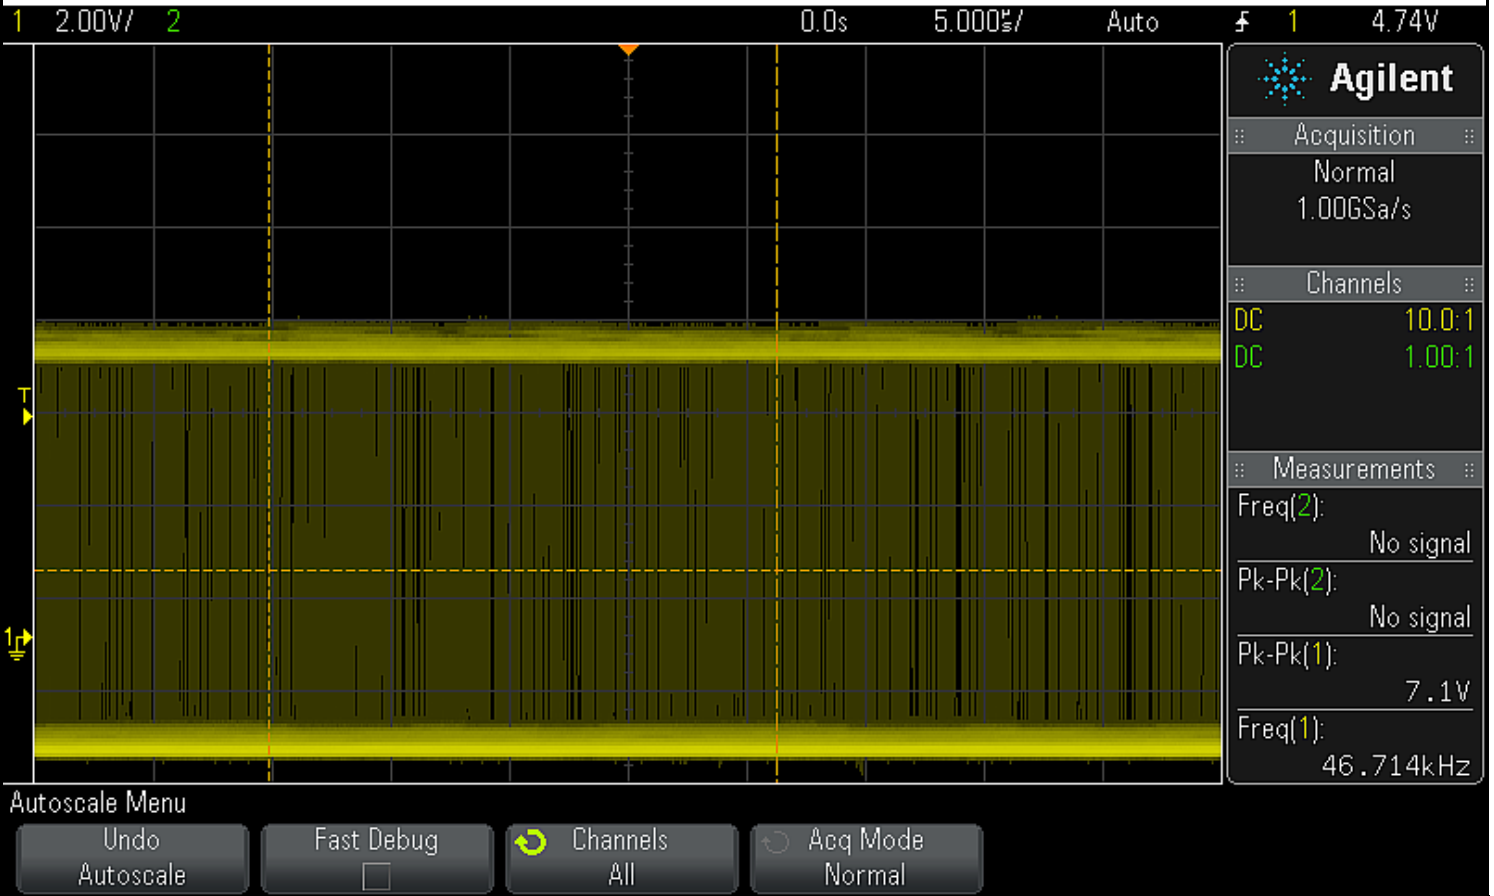 1 2.00V/ 2 0.0s 5.000µs/ Auto 1 4.74V
Agilent
Acquisition
Normal
1.00GSa/s
Channels
DC 10.0:1
DC 1.00:1
T
Measurements
Freq(2):
No signal
Pk-Pk(2):
No signal
1
Pk-Pk(1):
7.1V
Freq(1):
46.714kHz
Autoscale Menu
Undo
Autoscale
Fast Debug
Channels
All
Acq Mode
Normal